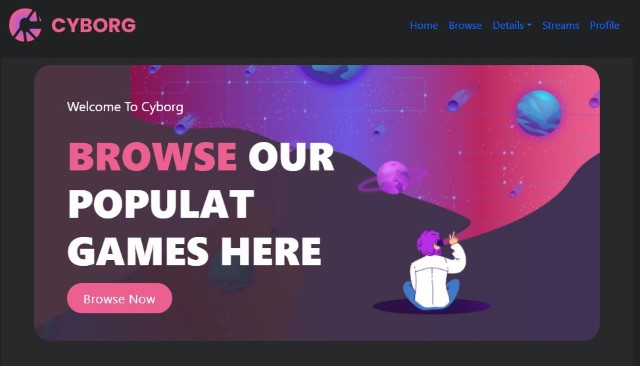 CYBORG
Home Browse Details Streams Profile
Welcome To Cyborg
BROWSE OUR
POPULAT
GAMES HERE
Browse Now